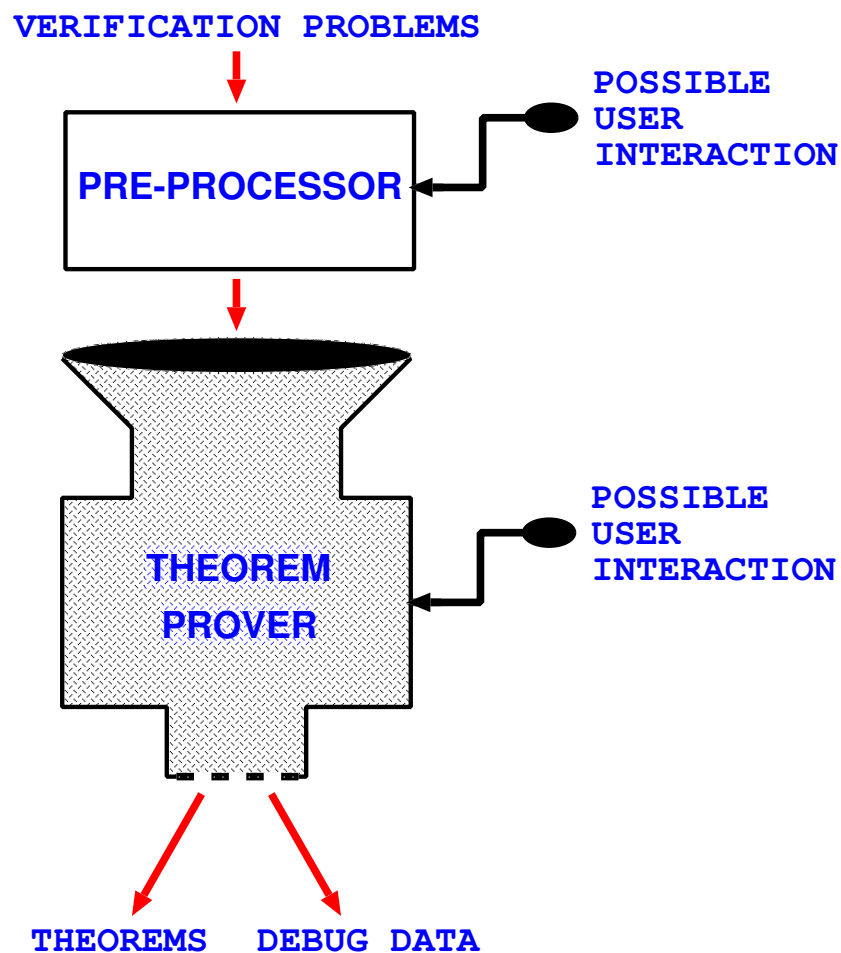 VERIFICATION PROBLEMS
POSSIBLE
USER
INTERACTION
PRE-PROCESSOR
POSSIBLE
USER
INTERACTION
THEOREM
PROVER
THEOREMS
DEBUG DATA